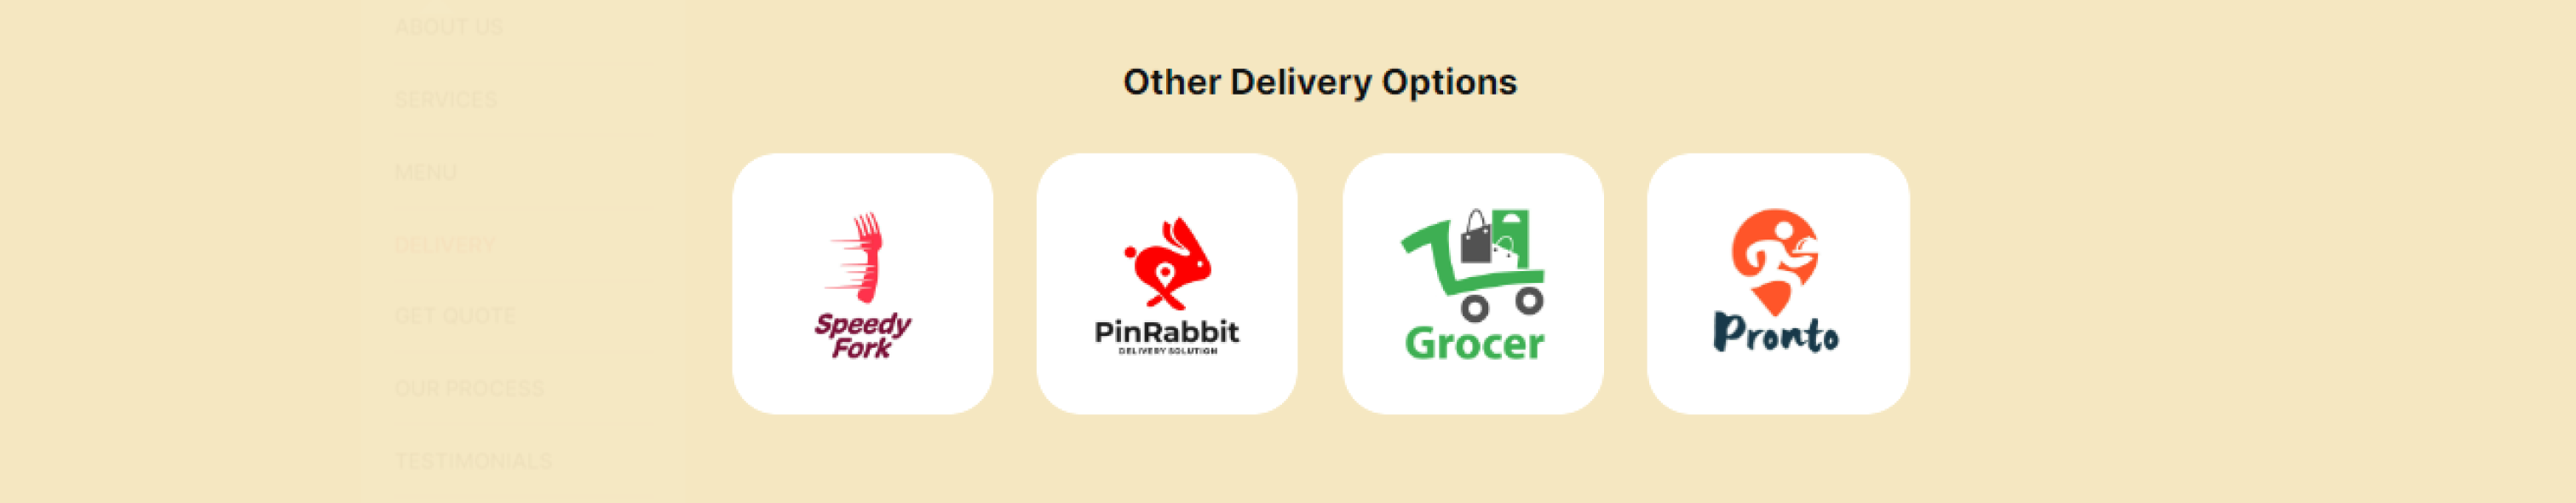 ABOUT US
SERVICES
MENU
DELIVERY
GET QUOTE
OUR PROCESS
TESTIMONIALS
Other Delivery Options
Speedy
Fork
PinRabbit
DELIVERY SOLUTION
Grocer
Pronto